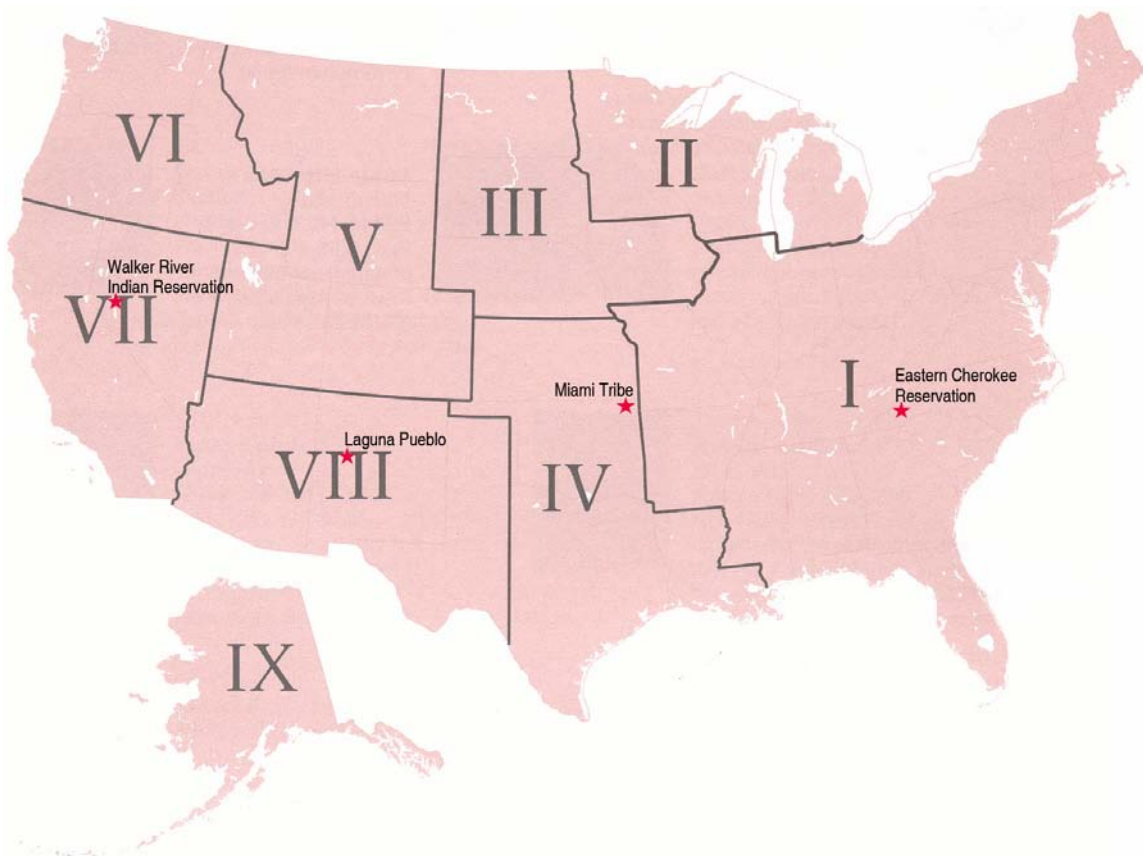 VI
II
III
V
Walker River
Indian Reservation
VII
Miami Tribe
I
Eastern Cherokee
Reservation
Laguna Pueblo
VIII
IV
IX